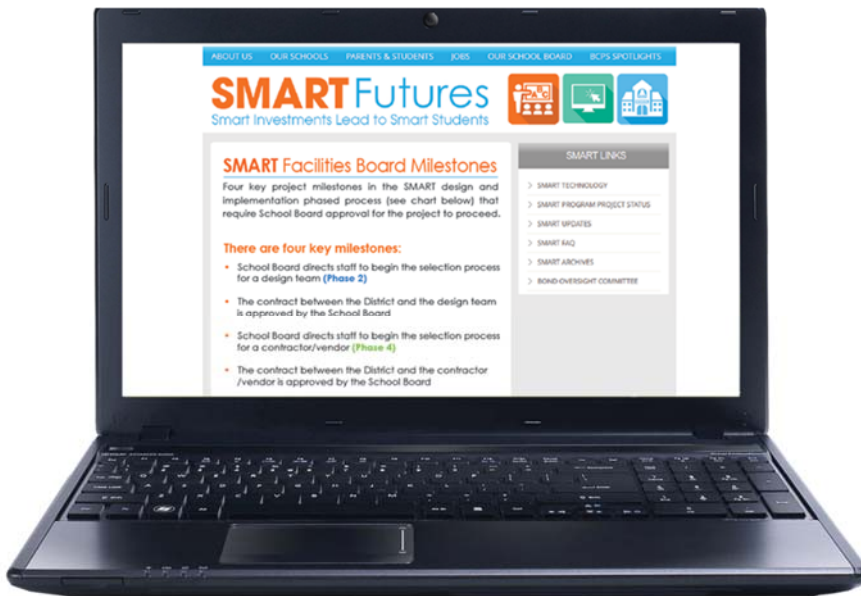 ABOUT US OUR SCHOOLS PARENTS & STUDENTS JOBS OUR SCHOOL BOARD BCPS SPOTLIGHTS
SMART Futures
Smart Investments Lead to Smart Students
SMART Facilities Board Milestones
Four key project milestones in the SMART design and
implementation phased process (see chart below) that
require School Board approval for the project to proceed.
There are four key milestones:
• School Board directs staff to begin the selection process
for a design team (Phase 2)
• The contract between the District and the design team
is approved by the School Board
• School Board directs staff to begin the selection process
for a contractor/vendor (Phase 4)
• The contract between the District and the contractor
/vendor is approved by the School Board
SMART LINKS
> SMART TECHNOLOGY
> SMART PROGRAM PROJECT STATUS
> SMART UPDATES
> SMART FAQ
> SMART ARCHIVES
> BOND OVERSIGHT COMMITTEE